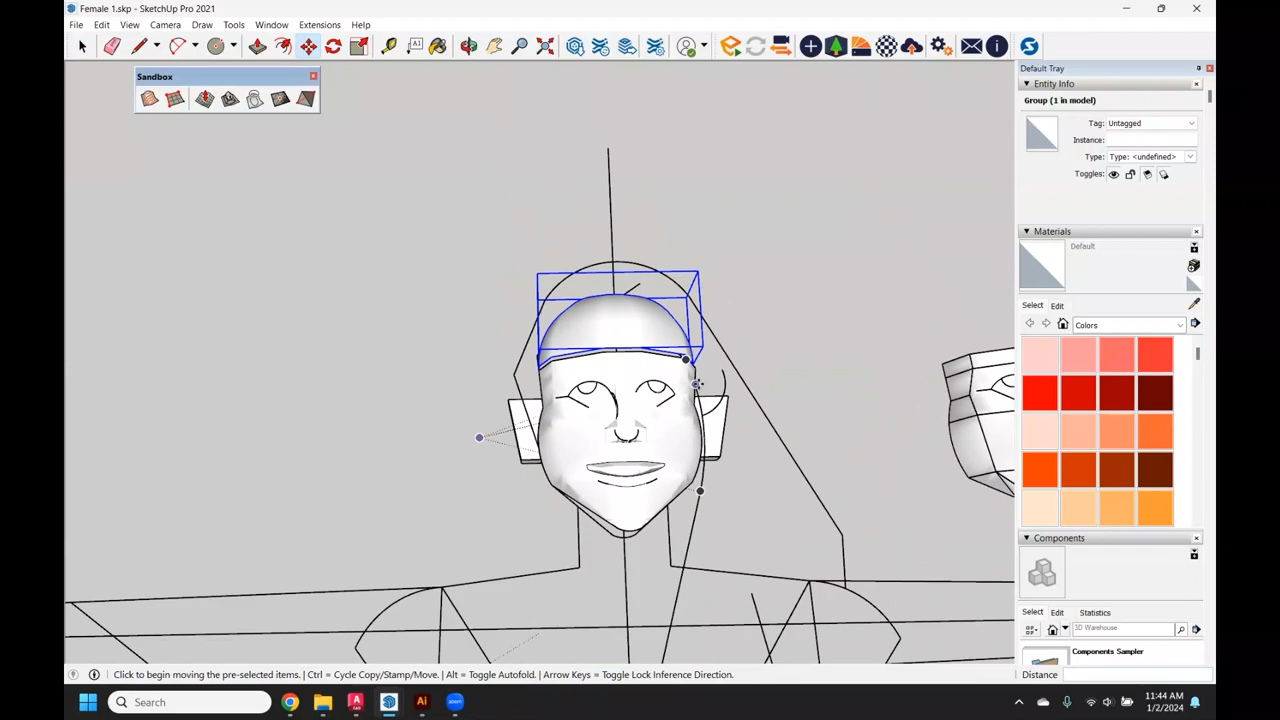 Female 1.skp - SketchUp Pro 2021
File Edit View Camera Draw Tools Window Extensions Help
Sandbox
Default Tray
Entity Info
Group (1 in model)
Tag: Untagged
Instance:
Type: Type: <undefined>
Toggles:
Materials
Default
Select Edit
Colors
Components
Select Edit Statistics
3D Warehouse
Components Sampler
Click to begin moving the pre-selected items. | Ctrl = Cycle Copy/Stamp/Move. | Alt = Toggle Autofold. | Arrow Keys = Toggle Lock Inference Direction.
Distance
Search
11:44 AM
1/2/2024